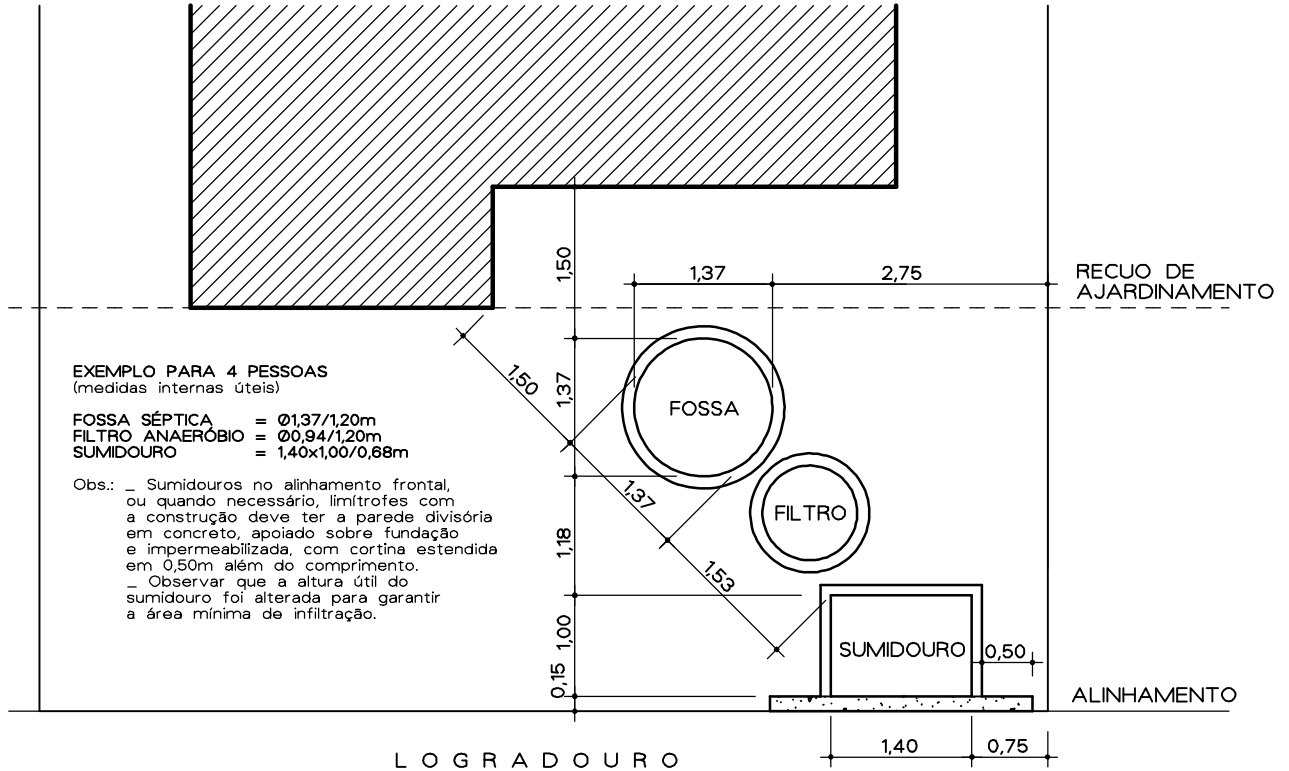 1,50
1,37
2,75
RECUO DE
AJARDINAMENTO
EXEMPLO PARA 4 PESSOAS
(medidas internas úteis)
FOSSA SÉPTICA = Ø1,37/1,20m
FILTRO ANAERÓBIO = Ø0,94/1,20m
SUMIDOURO = 1,40x1,00/0,68m
Obs.: _ Sumidouros no alinhamento frontal,
ou quando necessário, limítrofes com
a construção deve ter a parede divisória
em concreto, apoiado sobre fundação
e impermeabilizada, com cortina estendida
em 0,50m além do comprimento.
_ Observar que a altura útil do
sumidouro foi alterada para garantir
a área mínima de infiltração.
1,50
1,37
FOSSA
1,37
FILTRO
1,18
1,53
1,00
SUMIDOURO
0,50
0,15
ALINHAMENTO
1,40
0,75
LOGRADOURO